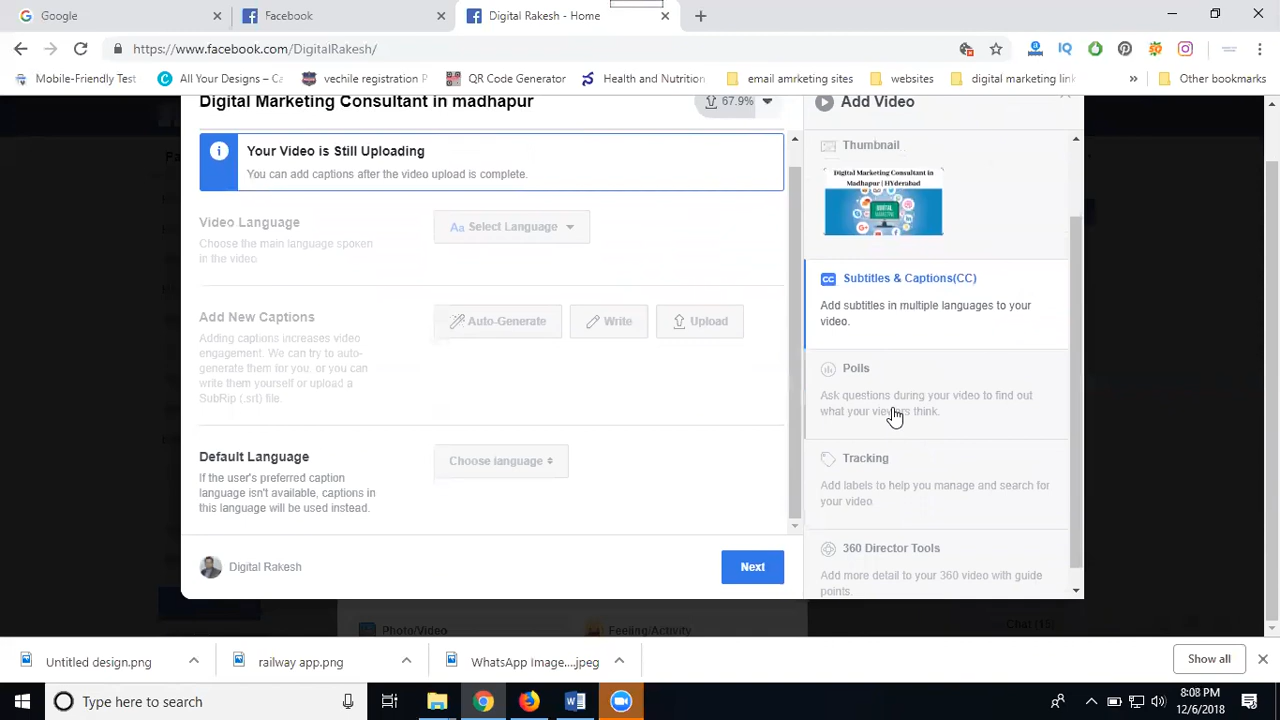 Google
Facebook
Digital Rakesh - Home
https://www.facebook.com/DigitalRakesh/
Mobile-Friendly Test
All Your Designs – Ca
vechile registration P
QR Code Generator
Health and Nutrition
email amrketing sites
websites
digital marketing link
Other bookmarks
Digital Marketing Consultant in madhapur
67.9%
Add Video
Your Video is Still Uploading
You can add captions after the video upload is complete.
Video Language
Choose the main language spoken
in the video
Aa Select Language
Add New Captions
Adding captions increases video
engagement. We can try to auto-
generate them for you, or you can
write them yourself or upload a
SubRip (.srt) file.
Auto-Generate
Write
Upload
Default Language
If the user's preferred caption
language isn't available, captions in
this language will be used instead.
Choose language
Digital Rakesh
Next
Thumbnail
Digital Marketing Consultant in
Madhapur | HYderabad
DIGITAL
CC Subtitles & Captions(CC)
Add subtitles in multiple languages to your
video.
Polls
Ask questions during your video to find out
what your viewers think.
Tracking
Add labels to help you manage and search for
your video
360 Director Tools
Add more detail to your 360 video with guide
points.
Photo/Video
Feeling/Activity
Chat (15)
Untitled design.png
railway app.png
WhatsApp Image....jpeg
Show all
Type here to search
8:08 PM
12/6/2018